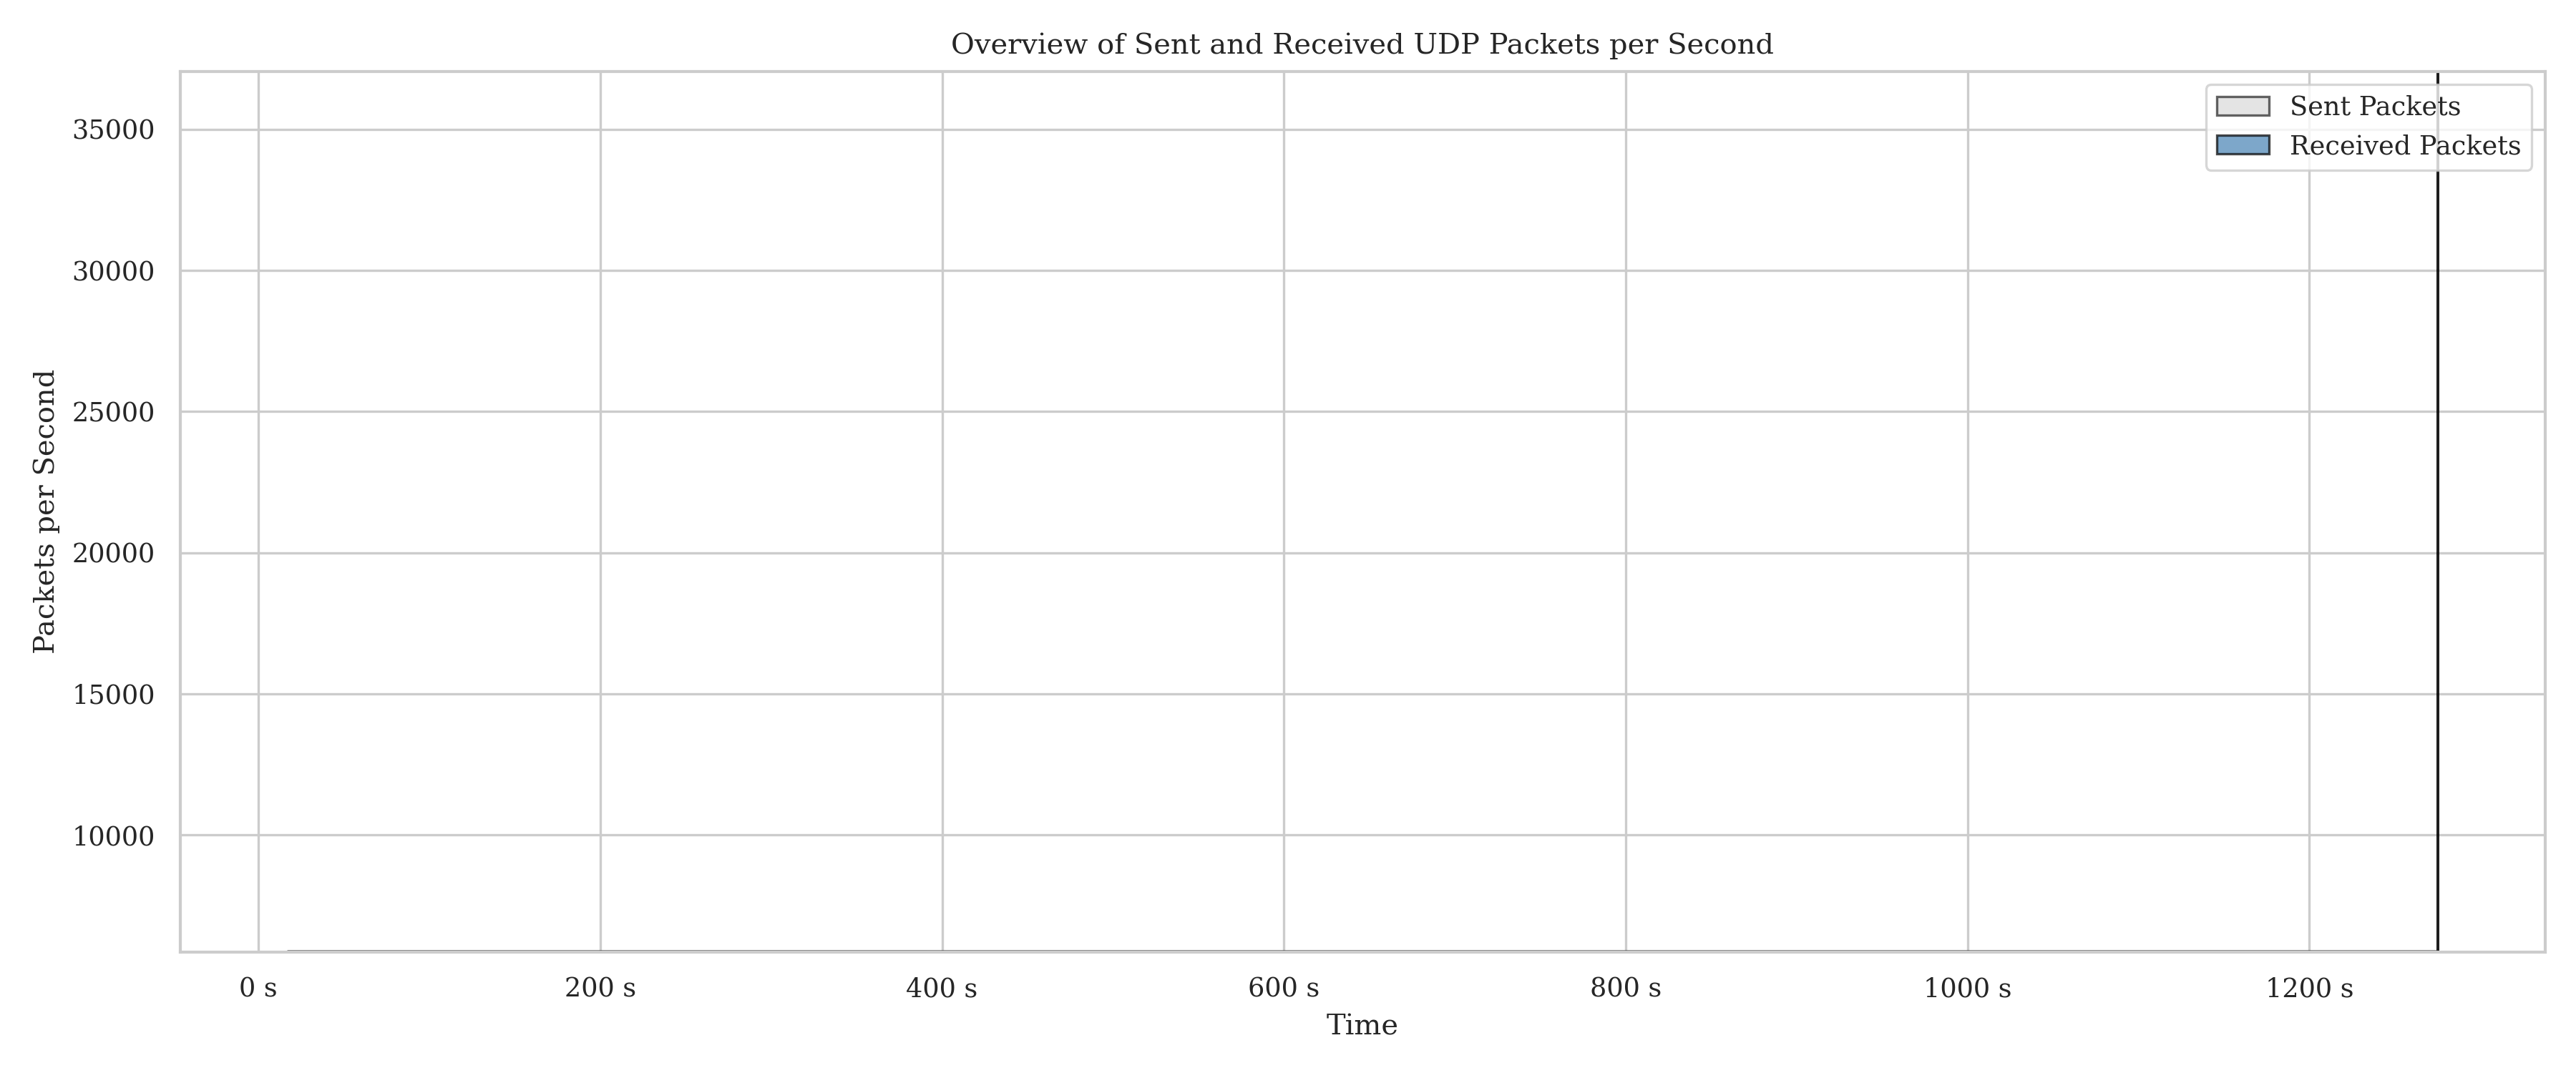 Overview of Sent and Received UDP Packets per Second
Sent Packets
Received Packets
Packets per Second
35000
30000
25000
20000
15000
10000
0 s
200 s
400 s
600 s
800 s
1000 s
1200 s
Time